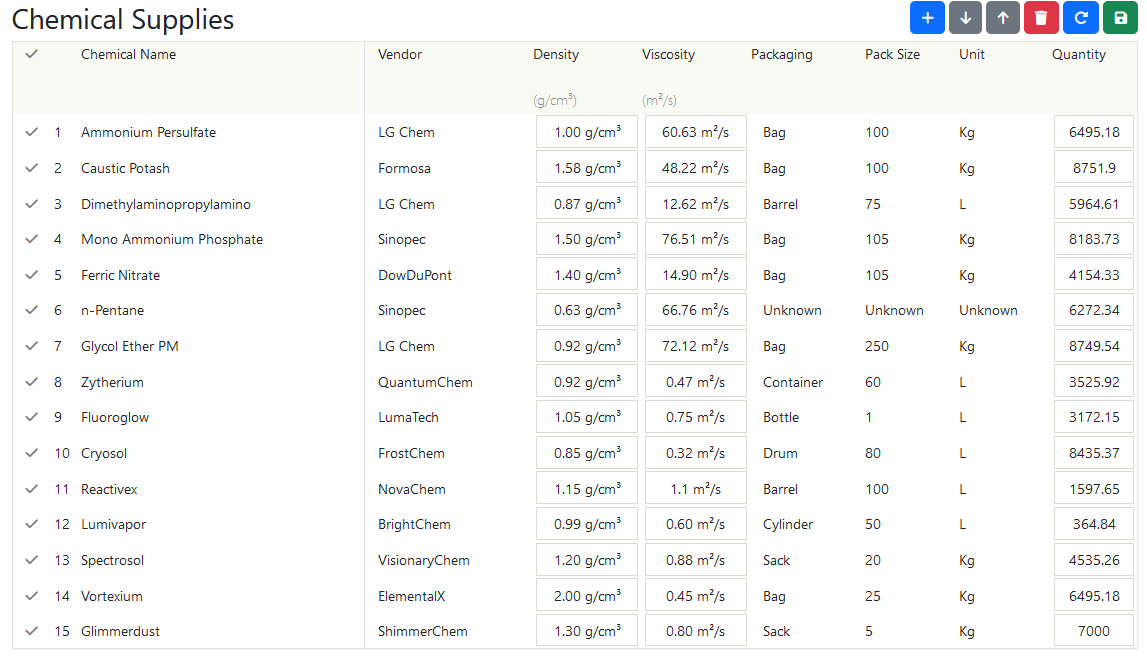 Chemical Supplies
Chemical Name Vendor Density Viscosity Packaging Pack Size Unit Quantity
(g/cm³) (m²/s)
1 Ammonium Persulfate LG Chem 1.00 g/cm³ 60.63 m²/s Bag 100 Kg 6495.18
2 Caustic Potash Formosa 1.58 g/cm³ 48.22 m²/s Bag 100 Kg 8751.9
3 Dimethylaminopropylamino LG Chem 0.87 g/cm³ 12.62 m²/s Barrel 75 L 5964.61
4 Mono Ammonium Phosphate Sinopec 1.50 g/cm³ 76.51 m²/s Bag 105 Kg 8183.73
5 Ferric Nitrate DowDuPont 1.40 g/cm³ 14.90 m²/s Bag 105 Kg 4154.33
6 n-Pentane Sinopec 0.63 g/cm³ 66.76 m²/s Unknown Unknown Unknown 6272.34
7 Glycol Ether PM LG Chem 0.92 g/cm³ 72.12 m²/s Bag 250 Kg 8749.54
8 Zytherium QuantumChem 0.92 g/cm³ 0.47 m²/s Container 60 L 3525.92
9 Fluoroglow LumaTech 1.05 g/cm³ 0.75 m²/s Bottle 1 L 3172.15
10 Cryosol FrostChem 0.85 g/cm³ 0.32 m²/s Drum 80 L 8435.37
11 Reactivex NovaChem 1.15 g/cm³ 1.1 m²/s Barrel 100 L 1597.65
12 Lumivapor BrightChem 0.99 g/cm³ 0.60 m²/s Cylinder 50 L 364.84
13 Spectrosol VisionaryChem 1.20 g/cm³ 0.88 m²/s Sack 20 Kg 4535.26
14 Vortexium ElementalX 2.00 g/cm³ 0.45 m²/s Bag 25 Kg 6495.18
15 Glimmerdust ShimmerChem 1.30 g/cm³ 0.80 m²/s Sack 5 Kg 7000